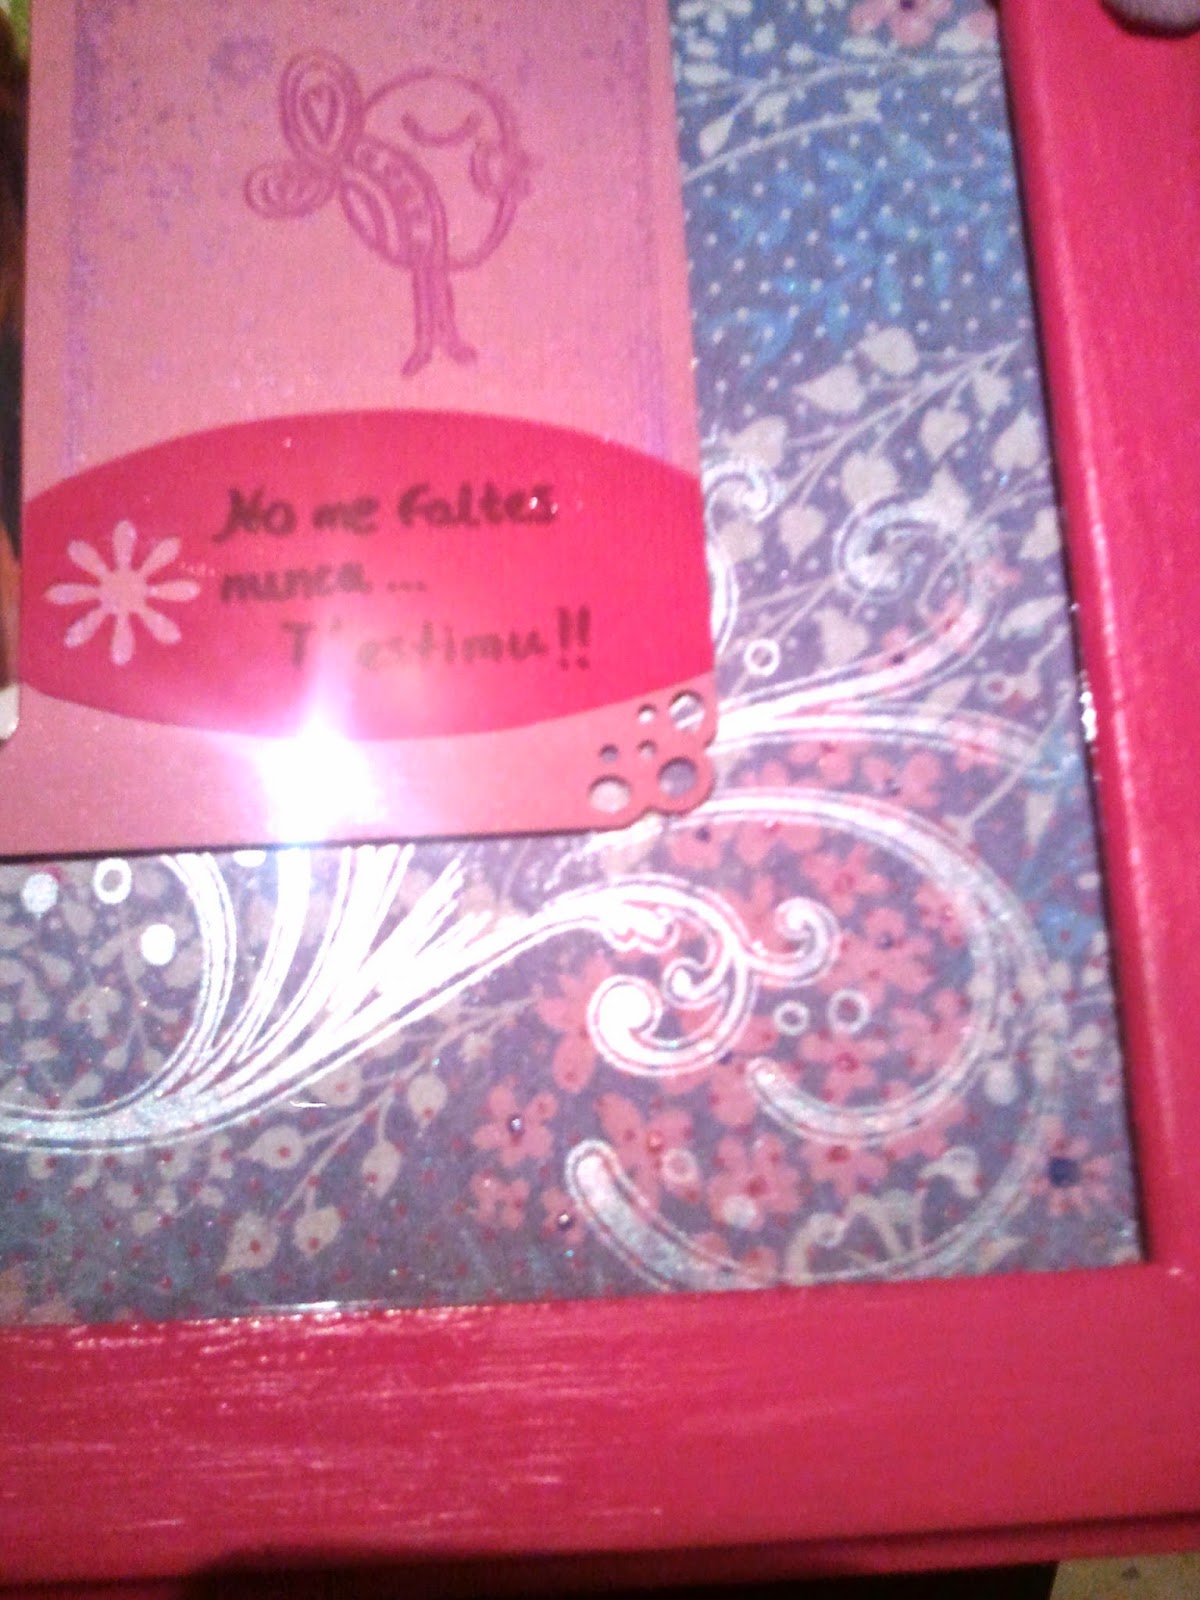 No me faltes
nunca ...
T'estimu!!